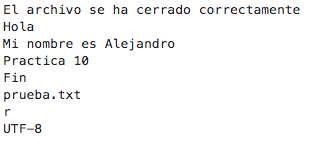 El archivo se ha cerrado correctamente
Hola
Mi nombre es Alejandro
Practica 10
Fin
prueba.txt
r
UTF-8